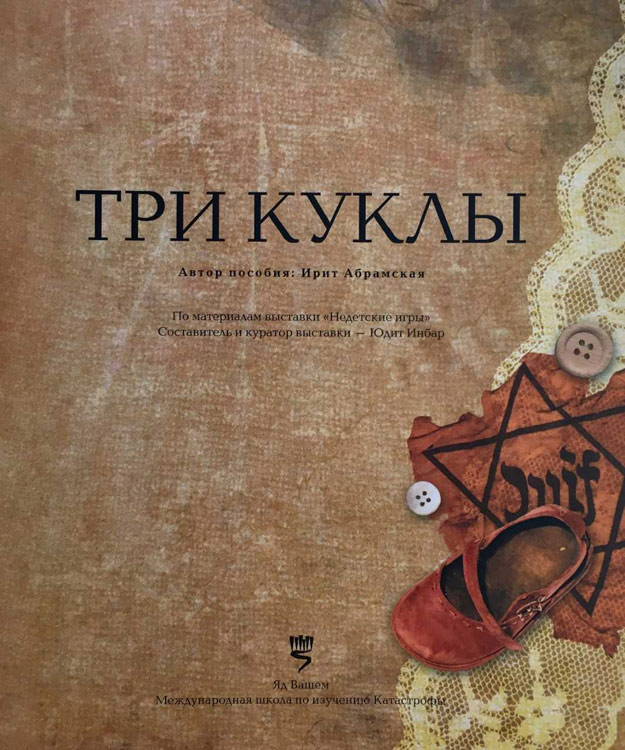 ТРИ КУКЛЫ
Автор пособия: Ирит Абрамская
По материалам выставки «Недетские игры»
Составитель и куратор выставки — Юдит Инбар
Juif
Яд Вашем
Международная школа по изучению Катастрофы